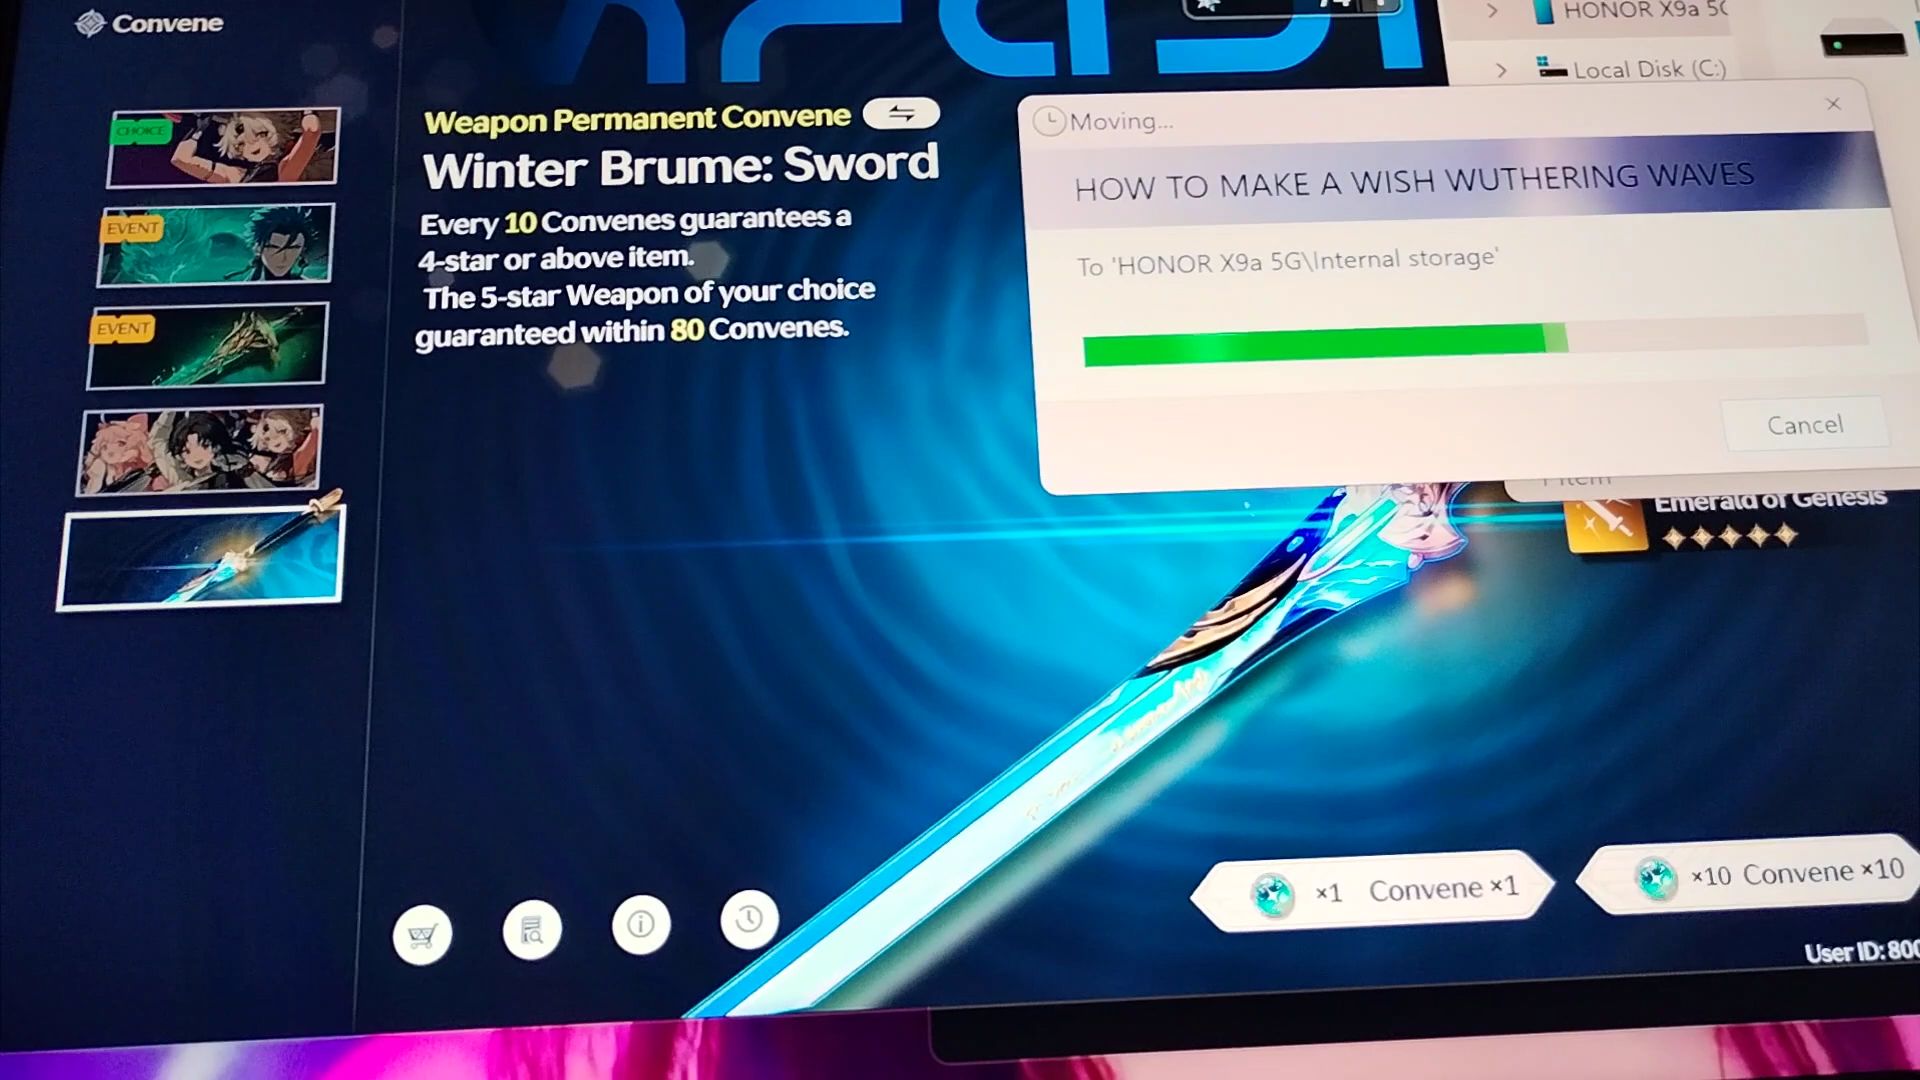 Convene
CHOICE
EVENT
EVENT
Weapon Permanent Convene
Winter Brume: Sword
Every 10 Convenes guarantees a
4-star or above item.
The 5-star Weapon of your choice
guaranteed within 80 Convenes.
HONOR X9a 5G
Local Disk (C:)
Moving...
HOW TO MAKE A WISH WUTHERING WAVES
To 'HONOR X9a 5G\Internal storage'
Cancel
Emerald of Genesis
×1 Convene ×1
×10 Convene ×10
User ID: 800